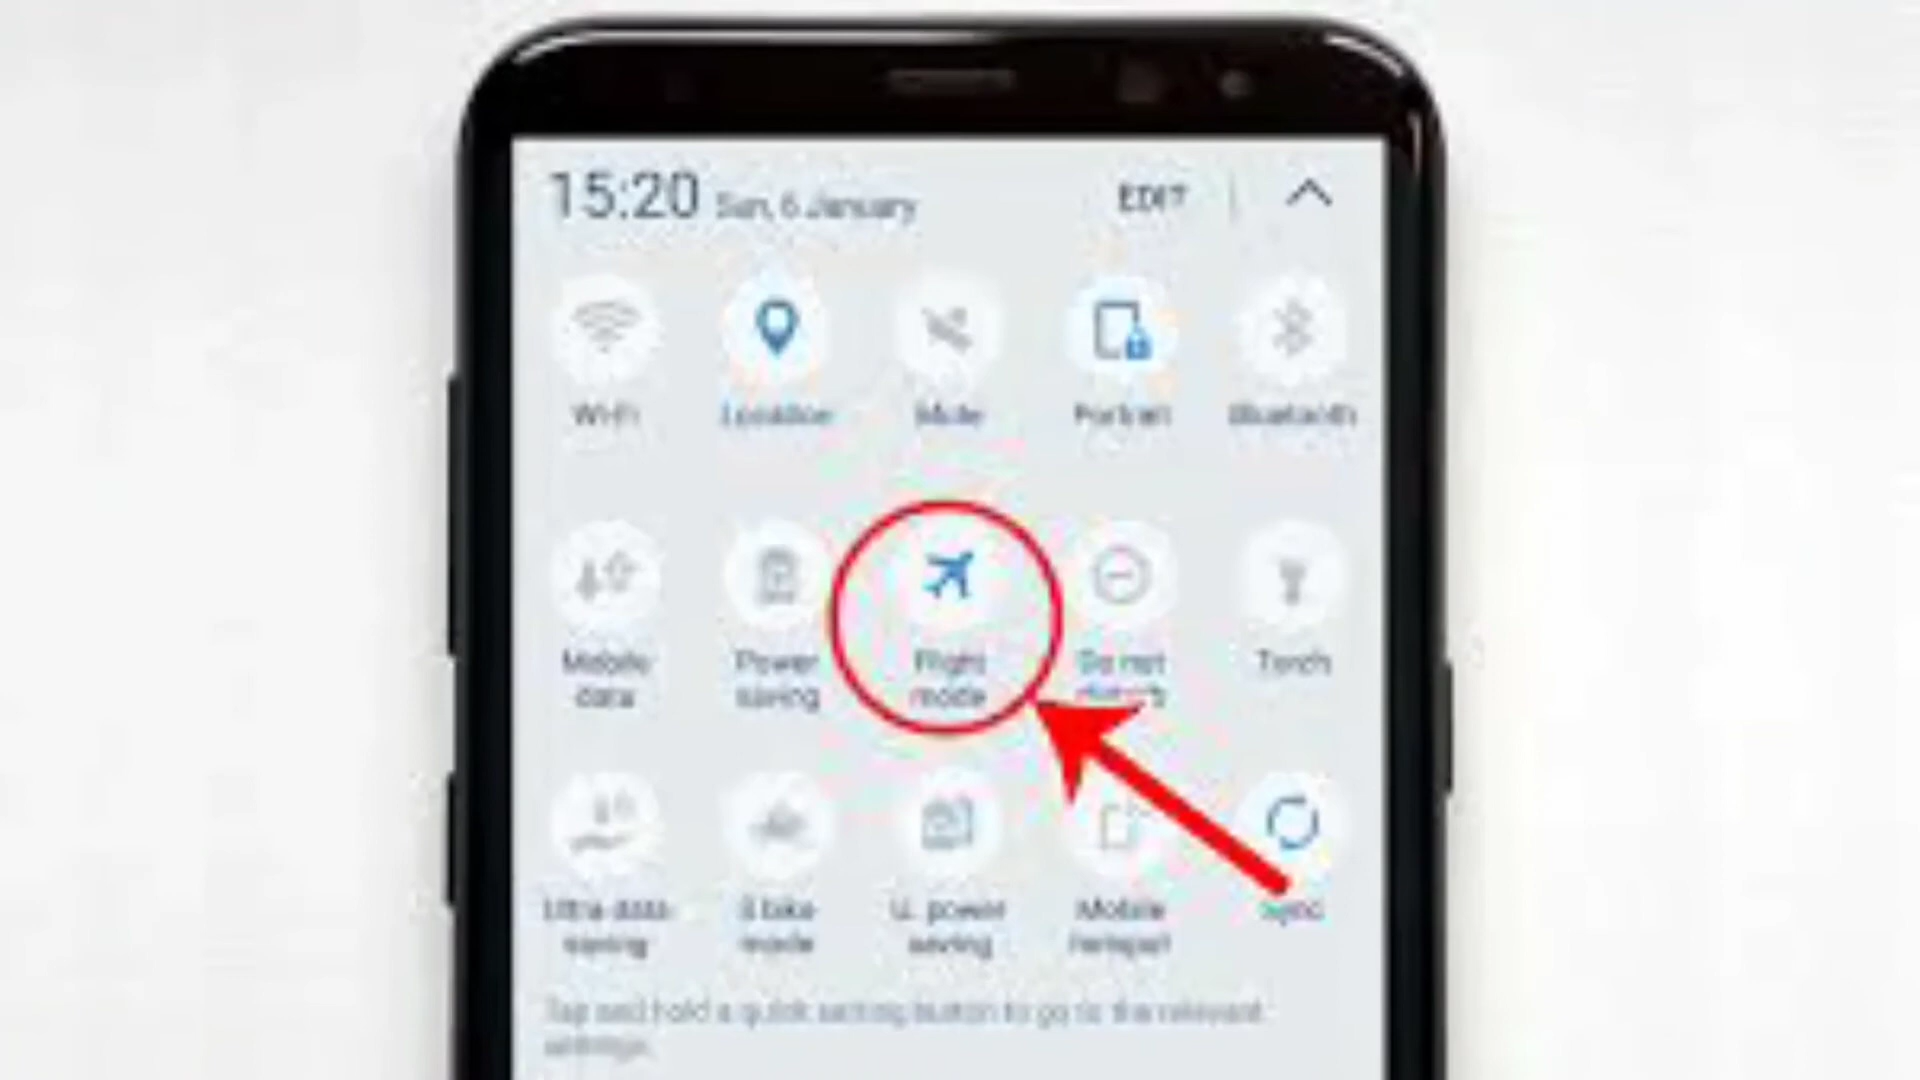 15:20 Sun, 6 January EDIT
Wi-Fi Location Mute Portrait Bluetooth
Mobile Power Flight Do not Torch
data saving mode disturb
Ultra data S bike U. power Mobile Sync
saving mode saving hotspot
Tap and hold a quick setting button to go to the relevant
settings.